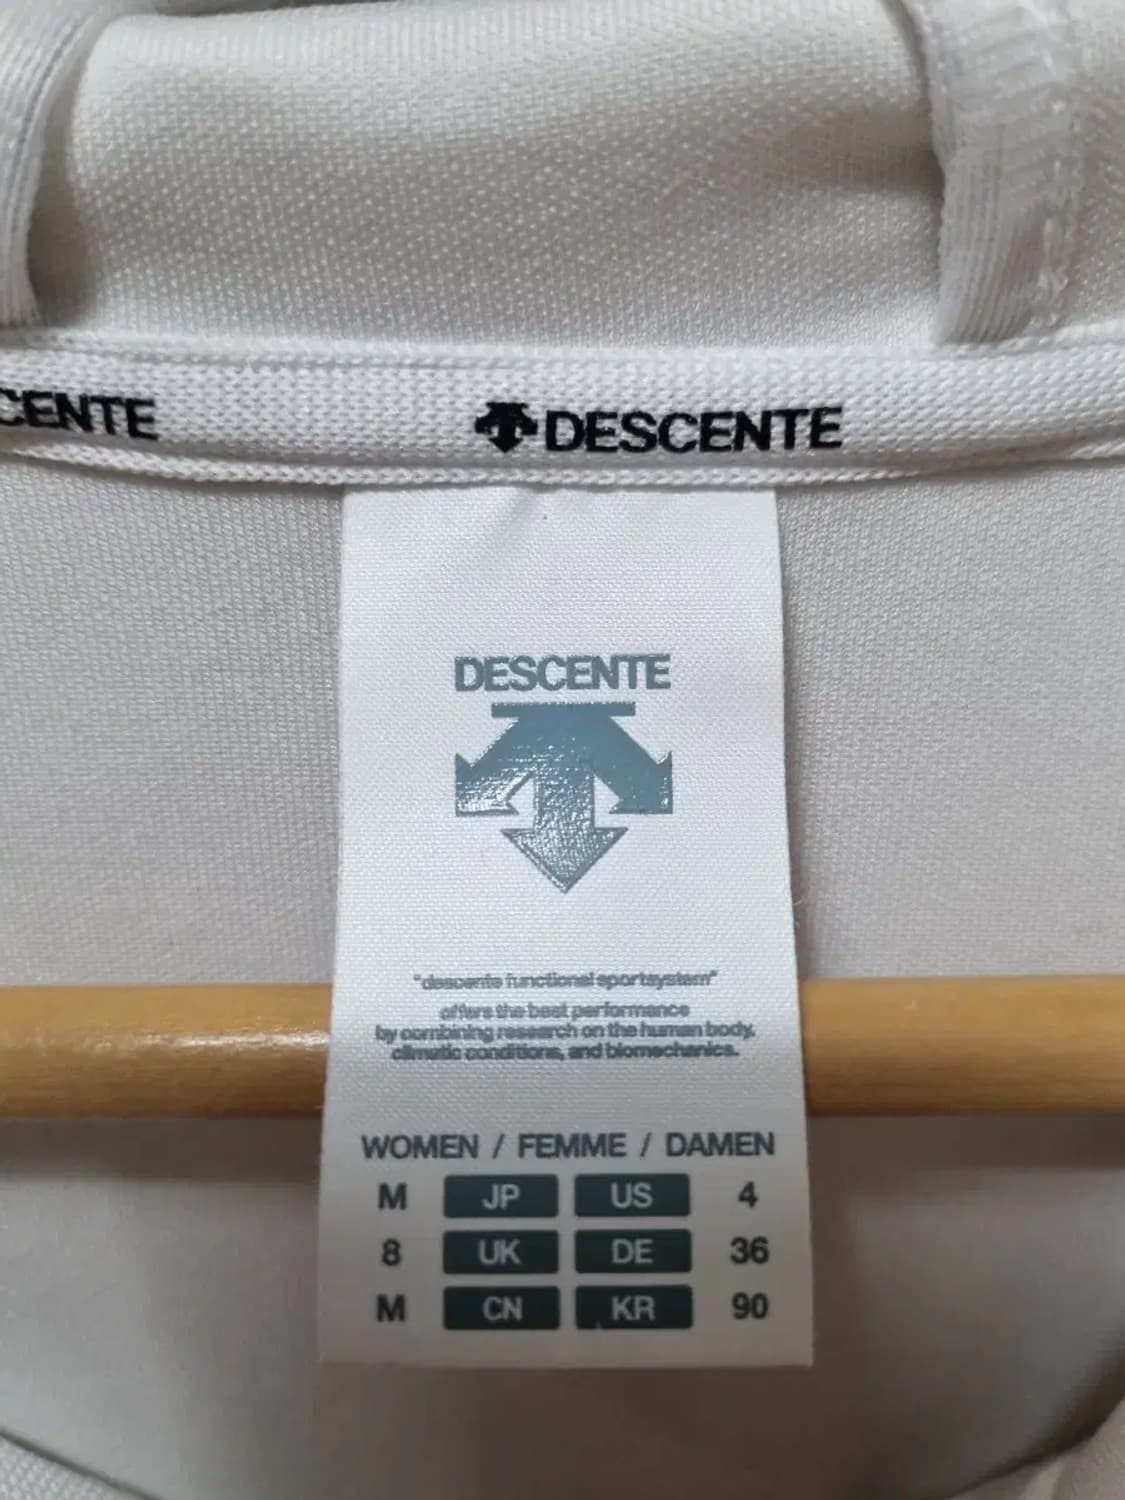 CENTE DESCENTE
DESCENTE
"descente functional sportsystem"
offers the best performance
by combining research on the human body,
climatic conditions, and biomechanics.
WOMEN / FEMME / DAMEN
M JP US 4
8 UK DE 36
M CN KR 90